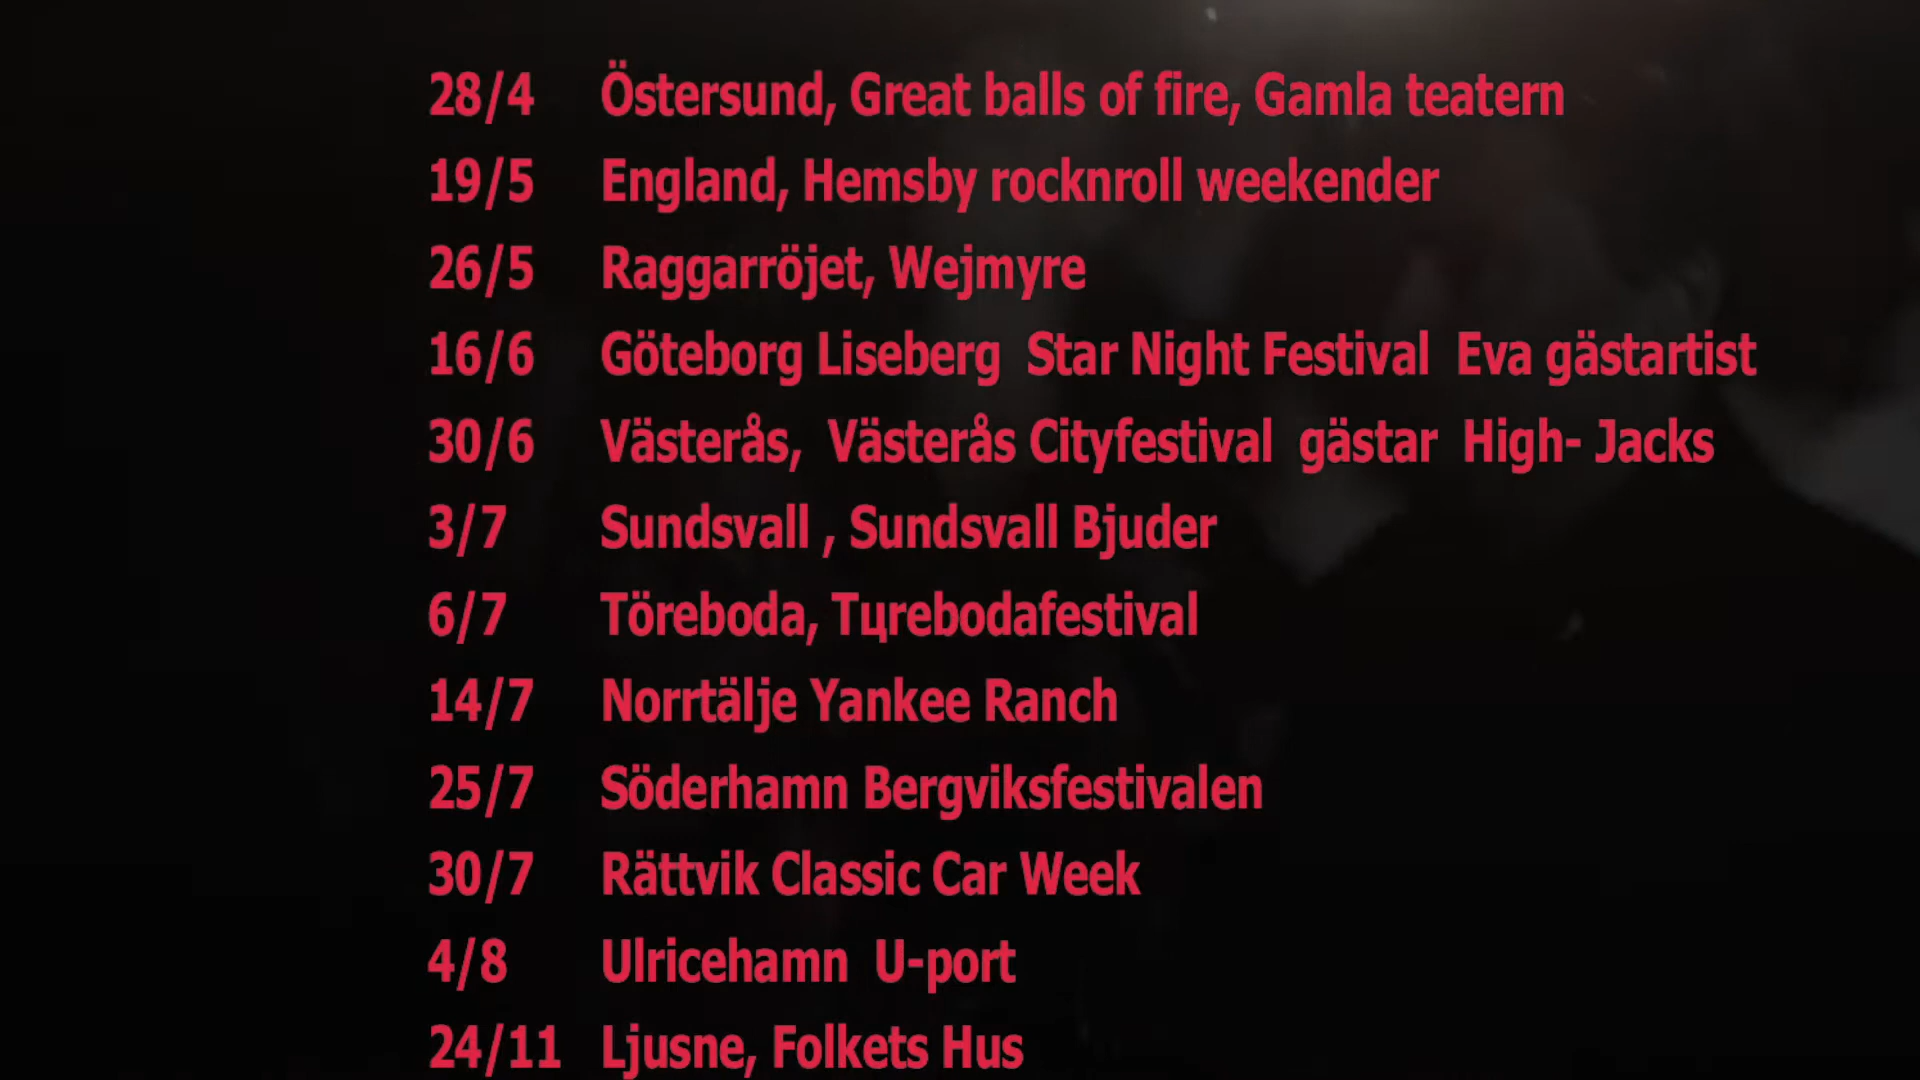 28/4 Östersund, Great balls of fire, Gamla teatern
19/5 England, Hemsby rocknroll weekender
26/5 Raggarröjet, Wejmyre
16/6 Göteborg Liseberg Star Night Festival Eva gästartist
30/6 Västerås, Västerås Cityfestival gästar High- Jacks
3/7 Sundsvall , Sundsvall Bjuder
6/7 Töreboda, Tцrebodafestival
14/7 Norrtälje Yankee Ranch
25/7 Söderhamn Bergviksfestivalen
30/7 Rättvik Classic Car Week
4/8 Ulricehamn U-port
24/11 Ljusne, Folkets Hus